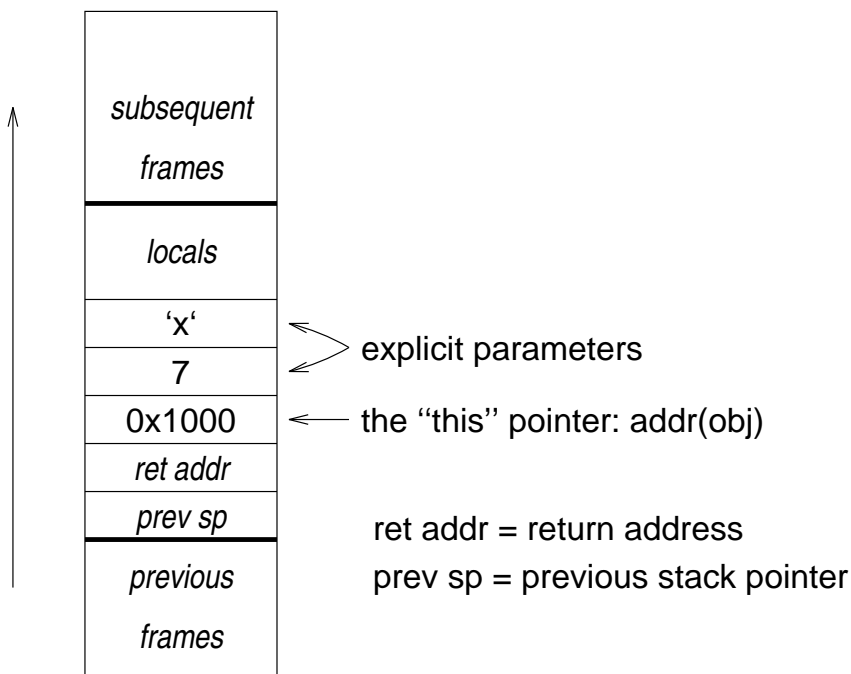 subsequent
frames
locals
‘x‘
7
explicit parameters
0x1000
the ‘‘this’’ pointer: addr(obj)
ret addr
prev sp
ret addr = return address
prev sp = previous stack pointer
previous
frames